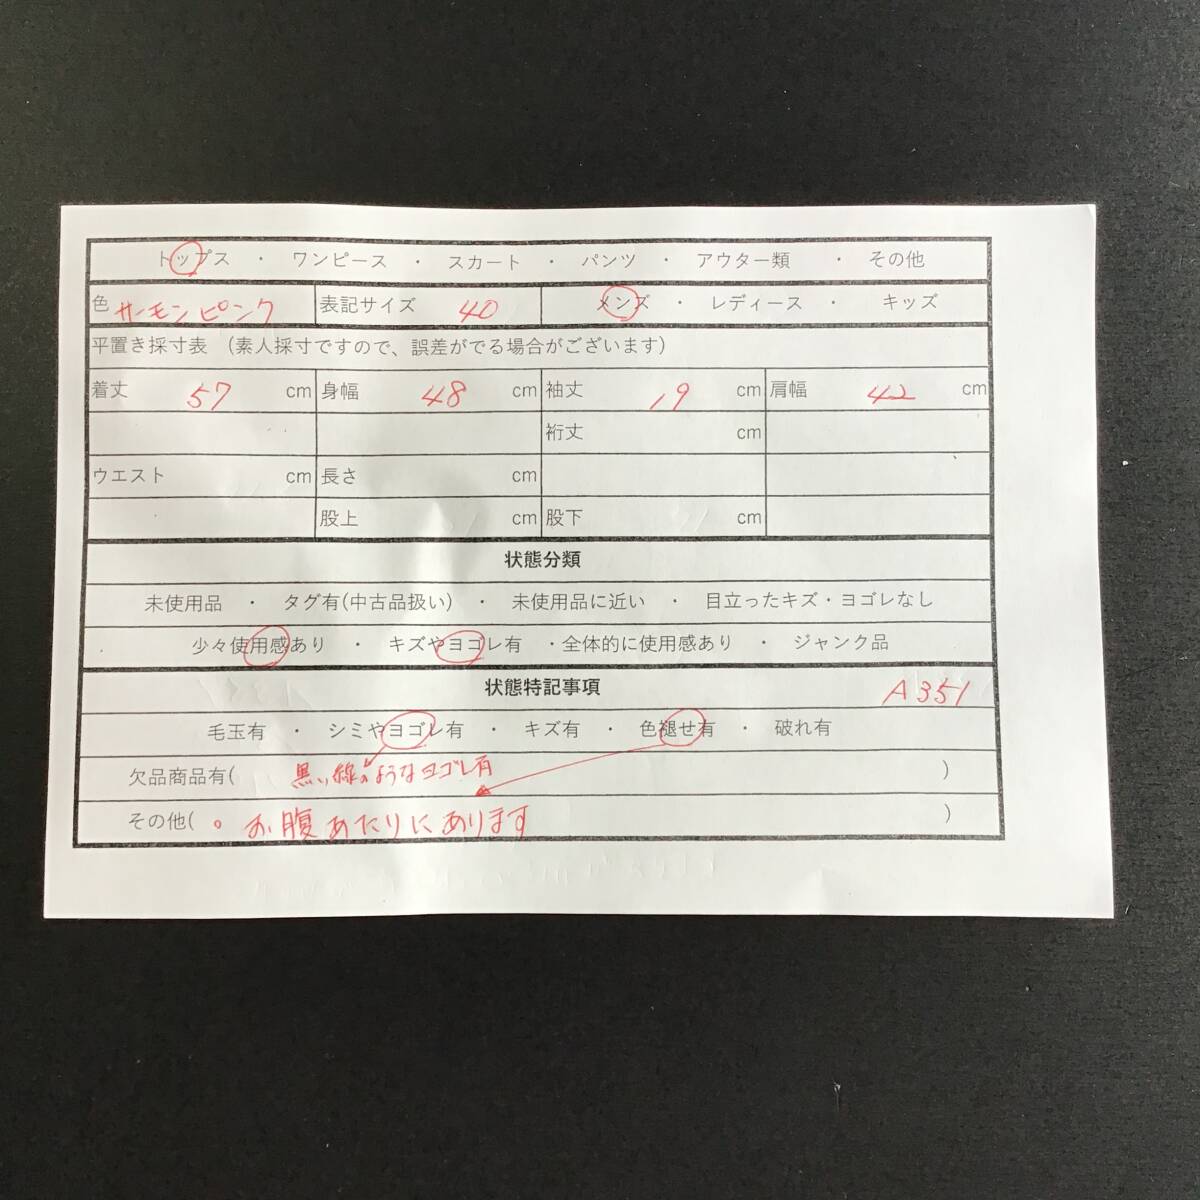 トップス ・ ワンピース ・ スカート ・ パンツ ・ アウター類 ・ その他
色 サーモンピンク 表記サイズ 40 メンズ ・ レディース ・ キッズ
平置き採寸表 (素人採寸ですので、誤差がでる場合がございます)
着丈 57 cm 身幅 48 cm 袖丈 19 cm 肩幅 42 cm
裄丈 cm
ウエスト cm 長さ cm
股上 cm 股下 cm
状態分類
未使用品 ・ タグ有(中古品扱い) ・ 未使用品に近い ・ 目立ったキズ・ヨゴレなし
少々使用感あり ・ キズやヨゴレ有 ・全体的に使用感あり ・ ジャンク品
状態特記事項 A351
毛玉有 ・ シミやヨゴレ有 ・ キズ有 ・ 色褪せ有 ・ 破れ有
欠品商品有( 黒い線のようなヨゴレ有 )
その他( 。お腹あたりにあります )